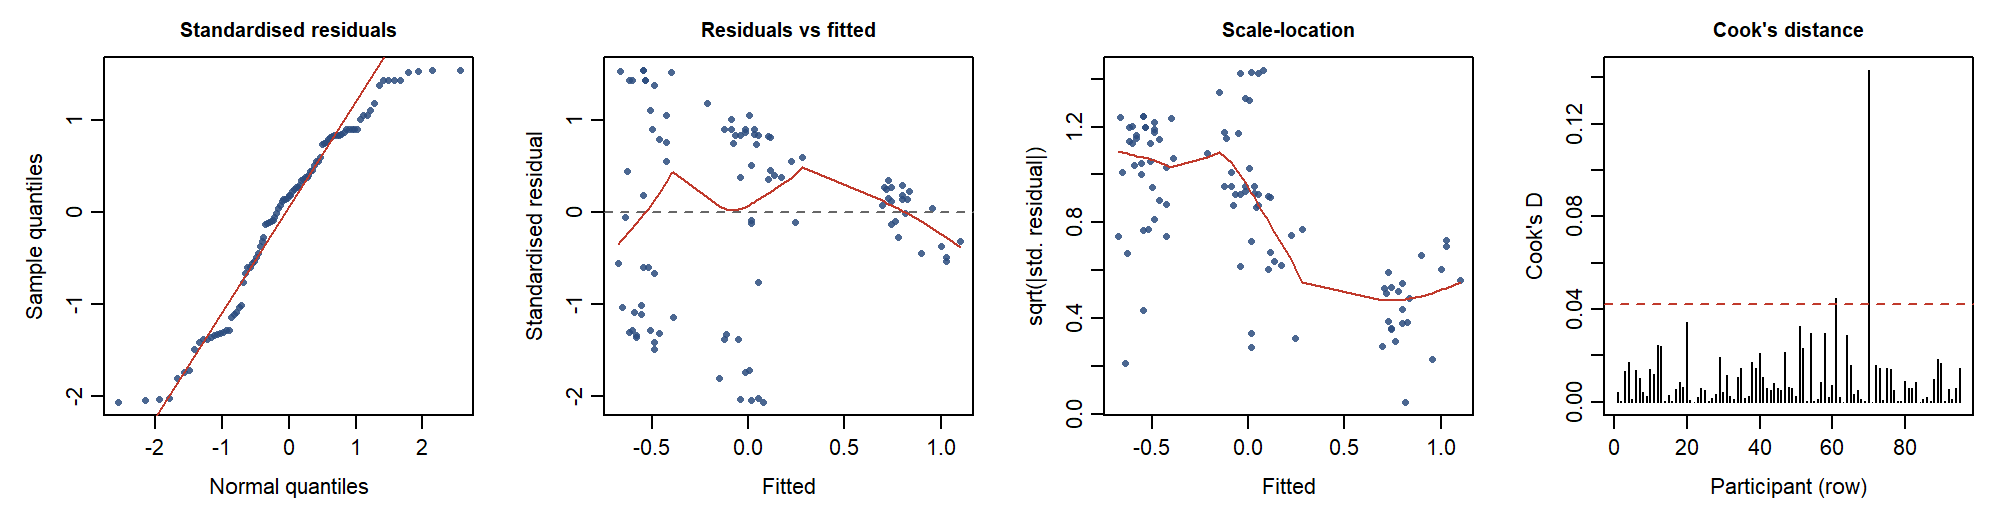 Standardised residuals
Sample quantiles
1
0
-1
-2
-2 -1 0 1 2
Normal quantiles
Residuals vs fitted
Standardised residual
1
0
-1
-2
-0.5 0.0 0.5 1.0
Fitted
Scale-location
sqrt(|std. residual|)
1.2
0.8
0.4
0.0
-0.5 0.0 0.5 1.0
Fitted
Cook's distance
Cook's D
0.12
0.08
0.04
0.00
0 20 40 60 80
Participant (row)